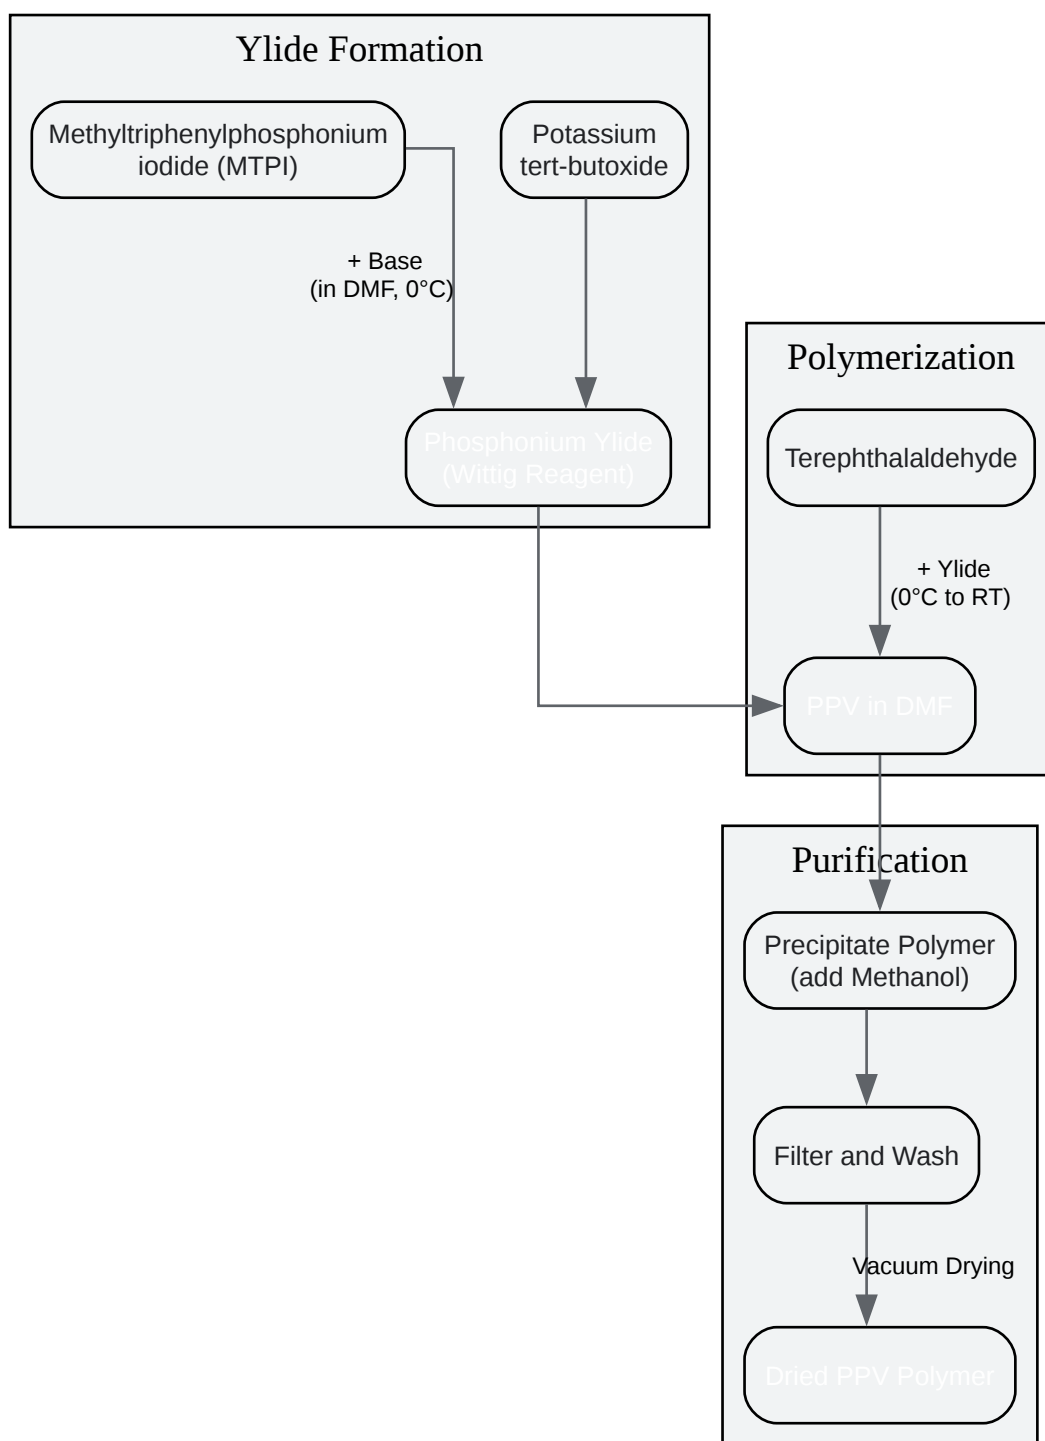 Ylide Formation
Methyltriphenylphosphonium
iodide (MTPI)
Potassium
tert-butoxide
+ Base
(in DMF, 0°C)
Phosphonium Ylide
(Wittig Reagent)
Polymerization
Terephthalaldehyde
+ Ylide
(0°C to RT)
PPV in DMF
Purification
Precipitate Polymer
(add Methanol)
Filter and Wash
Vacuum Drying
Dried PPV Polymer